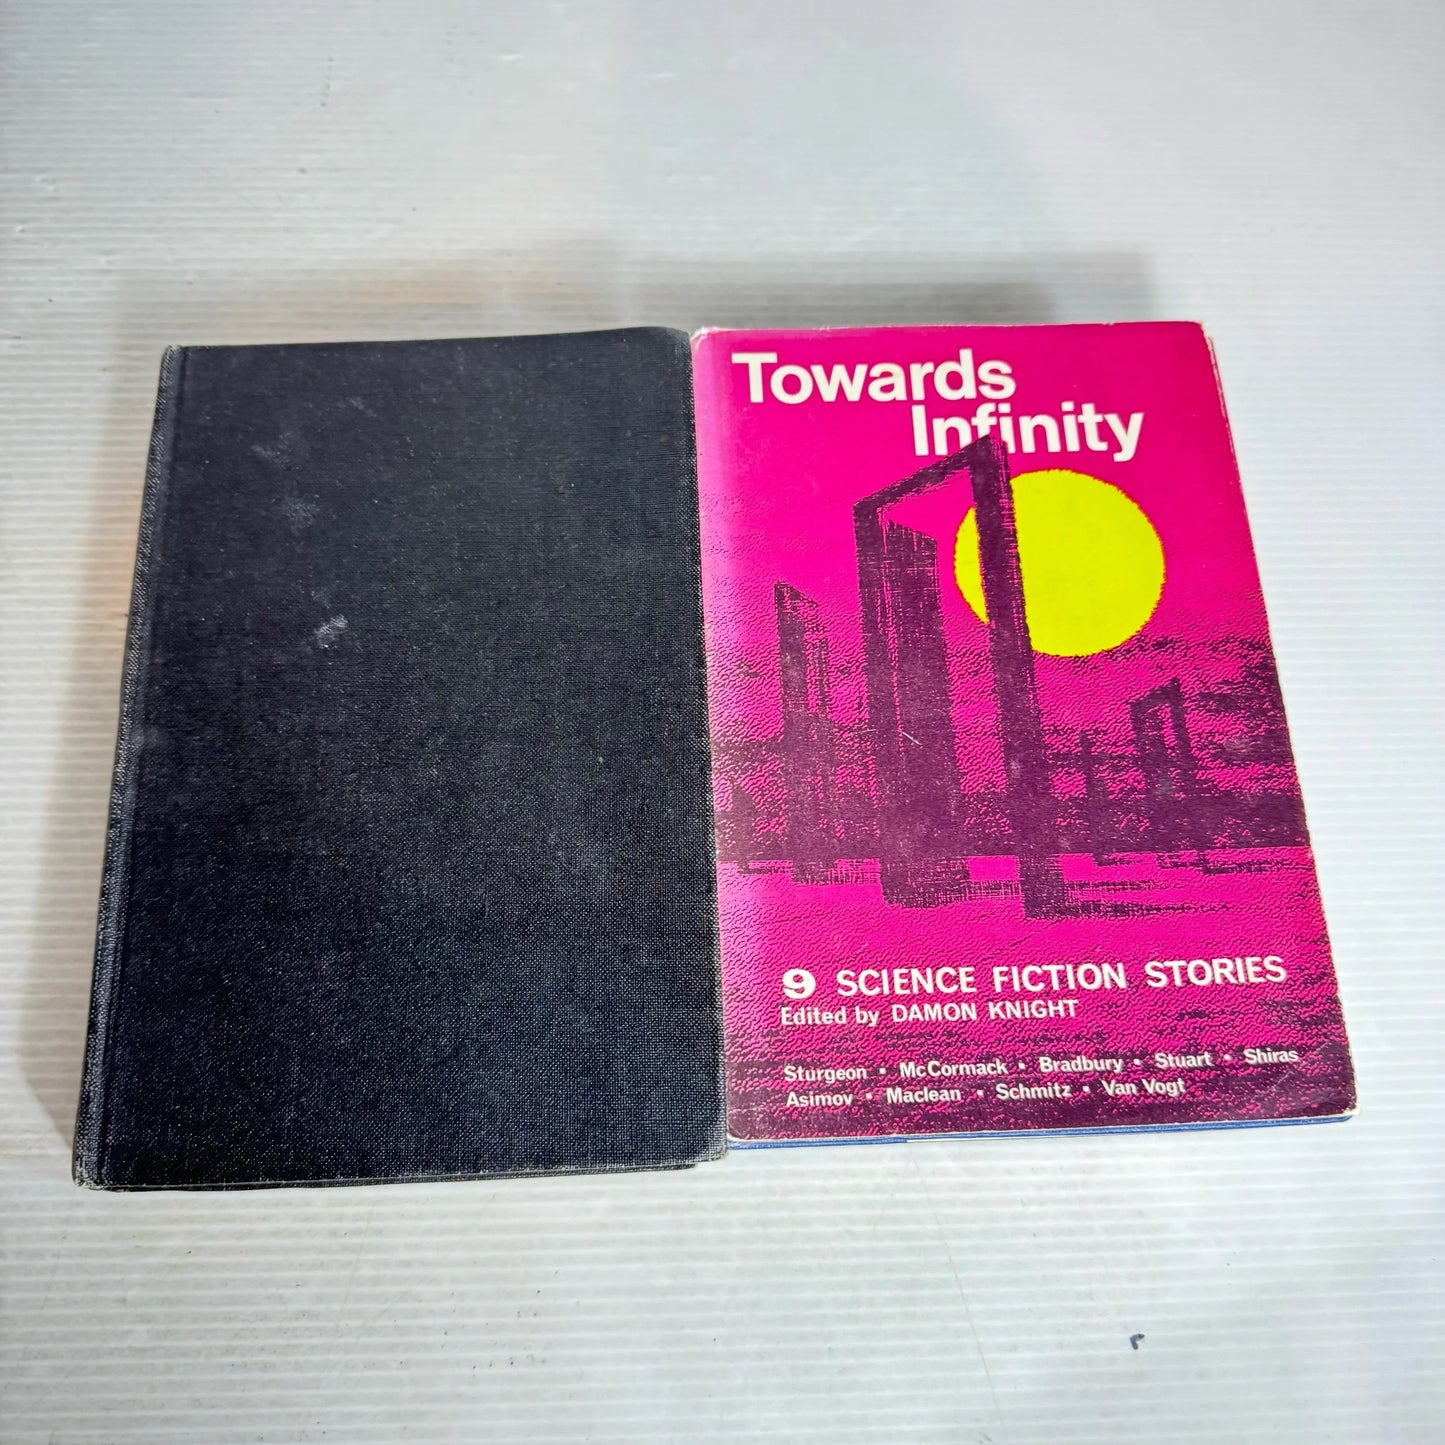 Towards
Infinity
9 SCIENCE FICTION STORIES
Edited by DAMON KNIGHT
Sturgeon • McCormack • Bradbury • Stuart • Shiras
Asimov • Maclean • Schmitz • Van Vogt